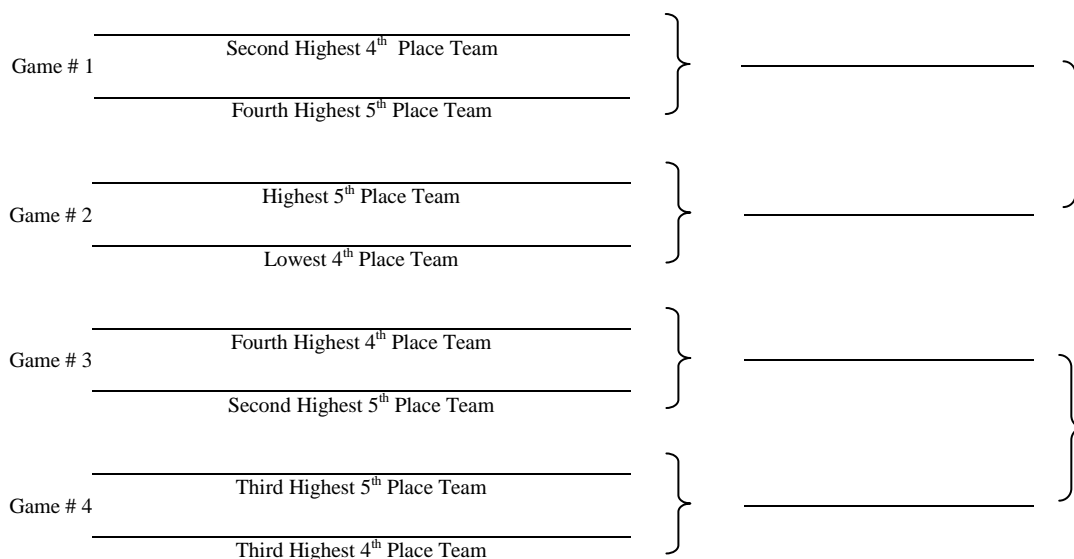 Second Highest 4th Place Team
Game # 1
Fourth Highest 5th Place Team
Highest 5th Place Team
Game # 2
Lowest 4th Place Team
Fourth Highest 4th Place Team
Game # 3
Second Highest 5th Place Team
Third Highest 5th Place Team
Game # 4
Third Highest 4th Place Team